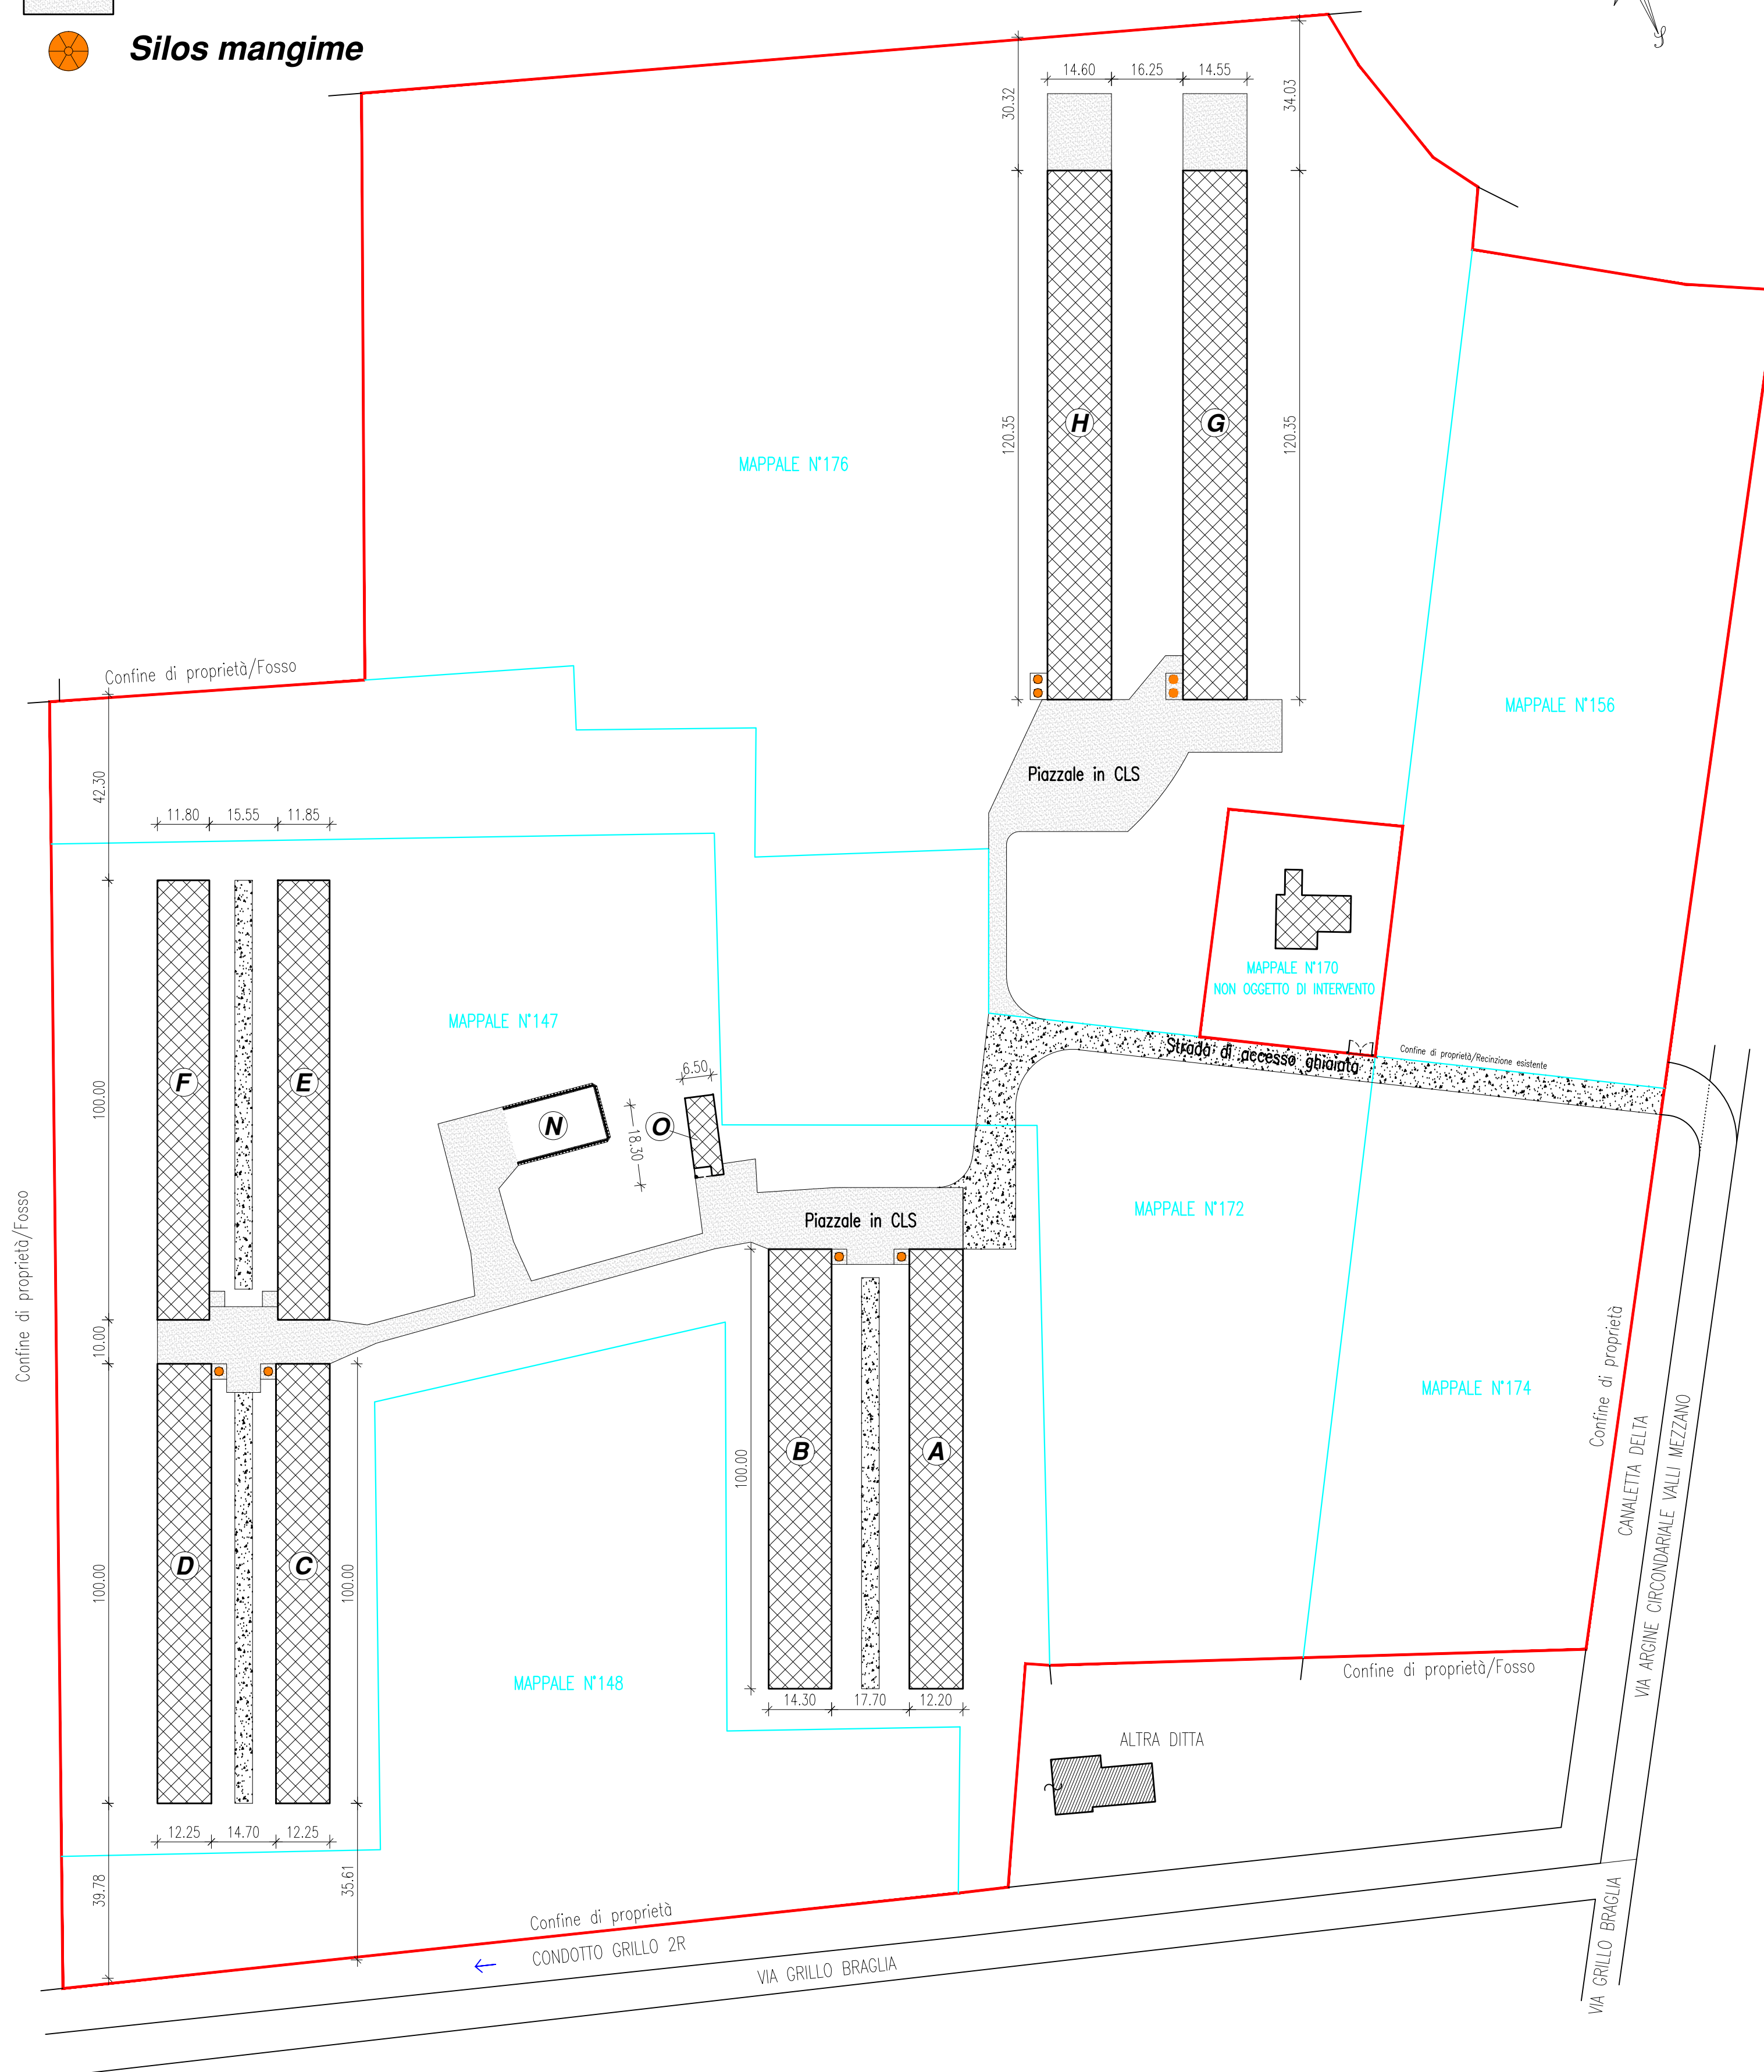 S
Silos mangime
14.60
16.25
14.55
30.32
34.03
120.35
H
G
120.35
MAPPALE N°176
Confine di proprietà/Fosso
MAPPALE N°156
Piazzale in CLS
42.30
11.80
15.55
11.85
MAPPALE N°170
NON OGGETTO DI INTERVENTO
MAPPALE N°147
Strada di accesso ghiaiata
Confine di proprietà/Recinzione esistente
F
E
100.00
6.50
N
O
18.30
Confine di proprietà/Fosso
Piazzale in CLS
MAPPALE N°172
10.00
Confine di proprietà
MAPPALE N°174
CANALETTA DELTA
VIA ARGINE CIRCONDARIALE VALLI MEZZANO
B
A
100.00
D
C
100.00
100.00
MAPPALE N°148
14.30
17.70
12.20
Confine di proprietà/Fosso
ALTRA DITTA
12.25
14.70
12.25
39.78
35.61
Confine di proprietà
CONDOTTO GRILLO 2R
VIA GRILLO BRAGLIA
VIA GRILLO BRAGLIA